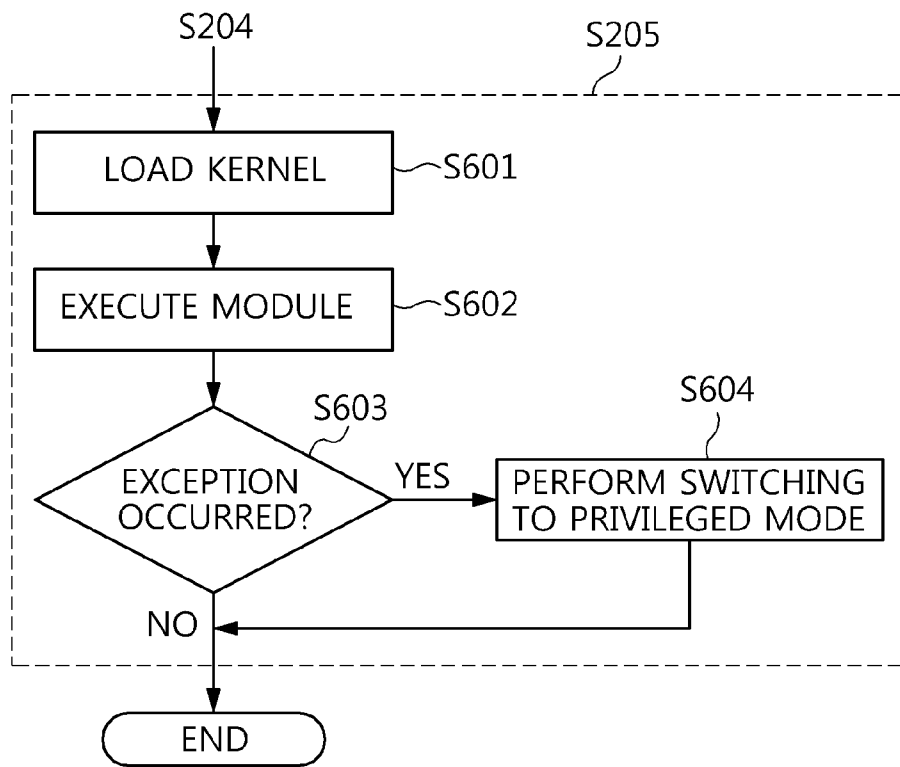 S204
S205
LOAD KERNEL
S601
EXECUTE MODULE
S602
S603
S604
EXCEPTION
OCCURRED?
YES
PERFORM SWITCHING
TO PRIVILEGED MODE
NO
END